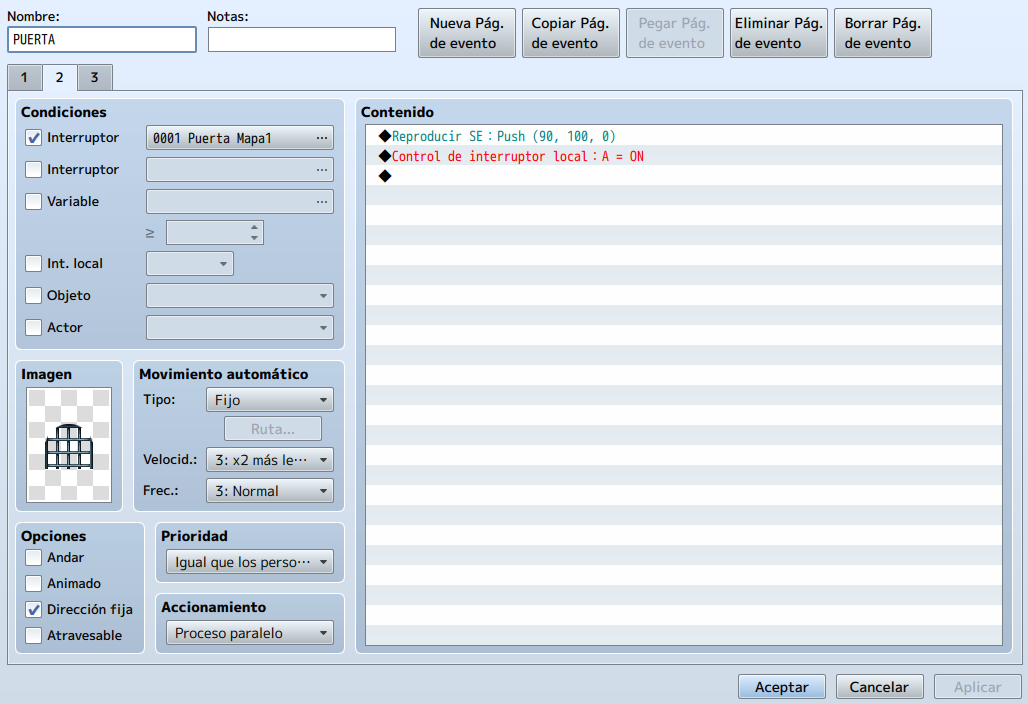 Nombre:
Notas:
PUERTA
Nueva Pág.
de evento
Copiar Pág.
de evento
Pegar Pág.
de evento
Eliminar Pág.
de evento
Borrar Pág.
de evento
1
2
3
Condiciones
Interruptor
0001 Puerta Mapa1 ...
Interruptor
...
Variable
...
≥
Int. local
Objeto
Actor
Imagen
Movimiento automático
Tipo:
Fijo
Ruta...
Velocid.:
3: x2 más le···
Frec.:
3: Normal
Opciones
Andar
Animado
Dirección fija
Atravesable
Prioridad
Igual que los perso···
Accionamiento
Proceso paralelo
Contenido
◆Reproducir SE：Push (90, 100, 0)
◆Control de interruptor local：A = ON
◆
Aceptar
Cancelar
Aplicar